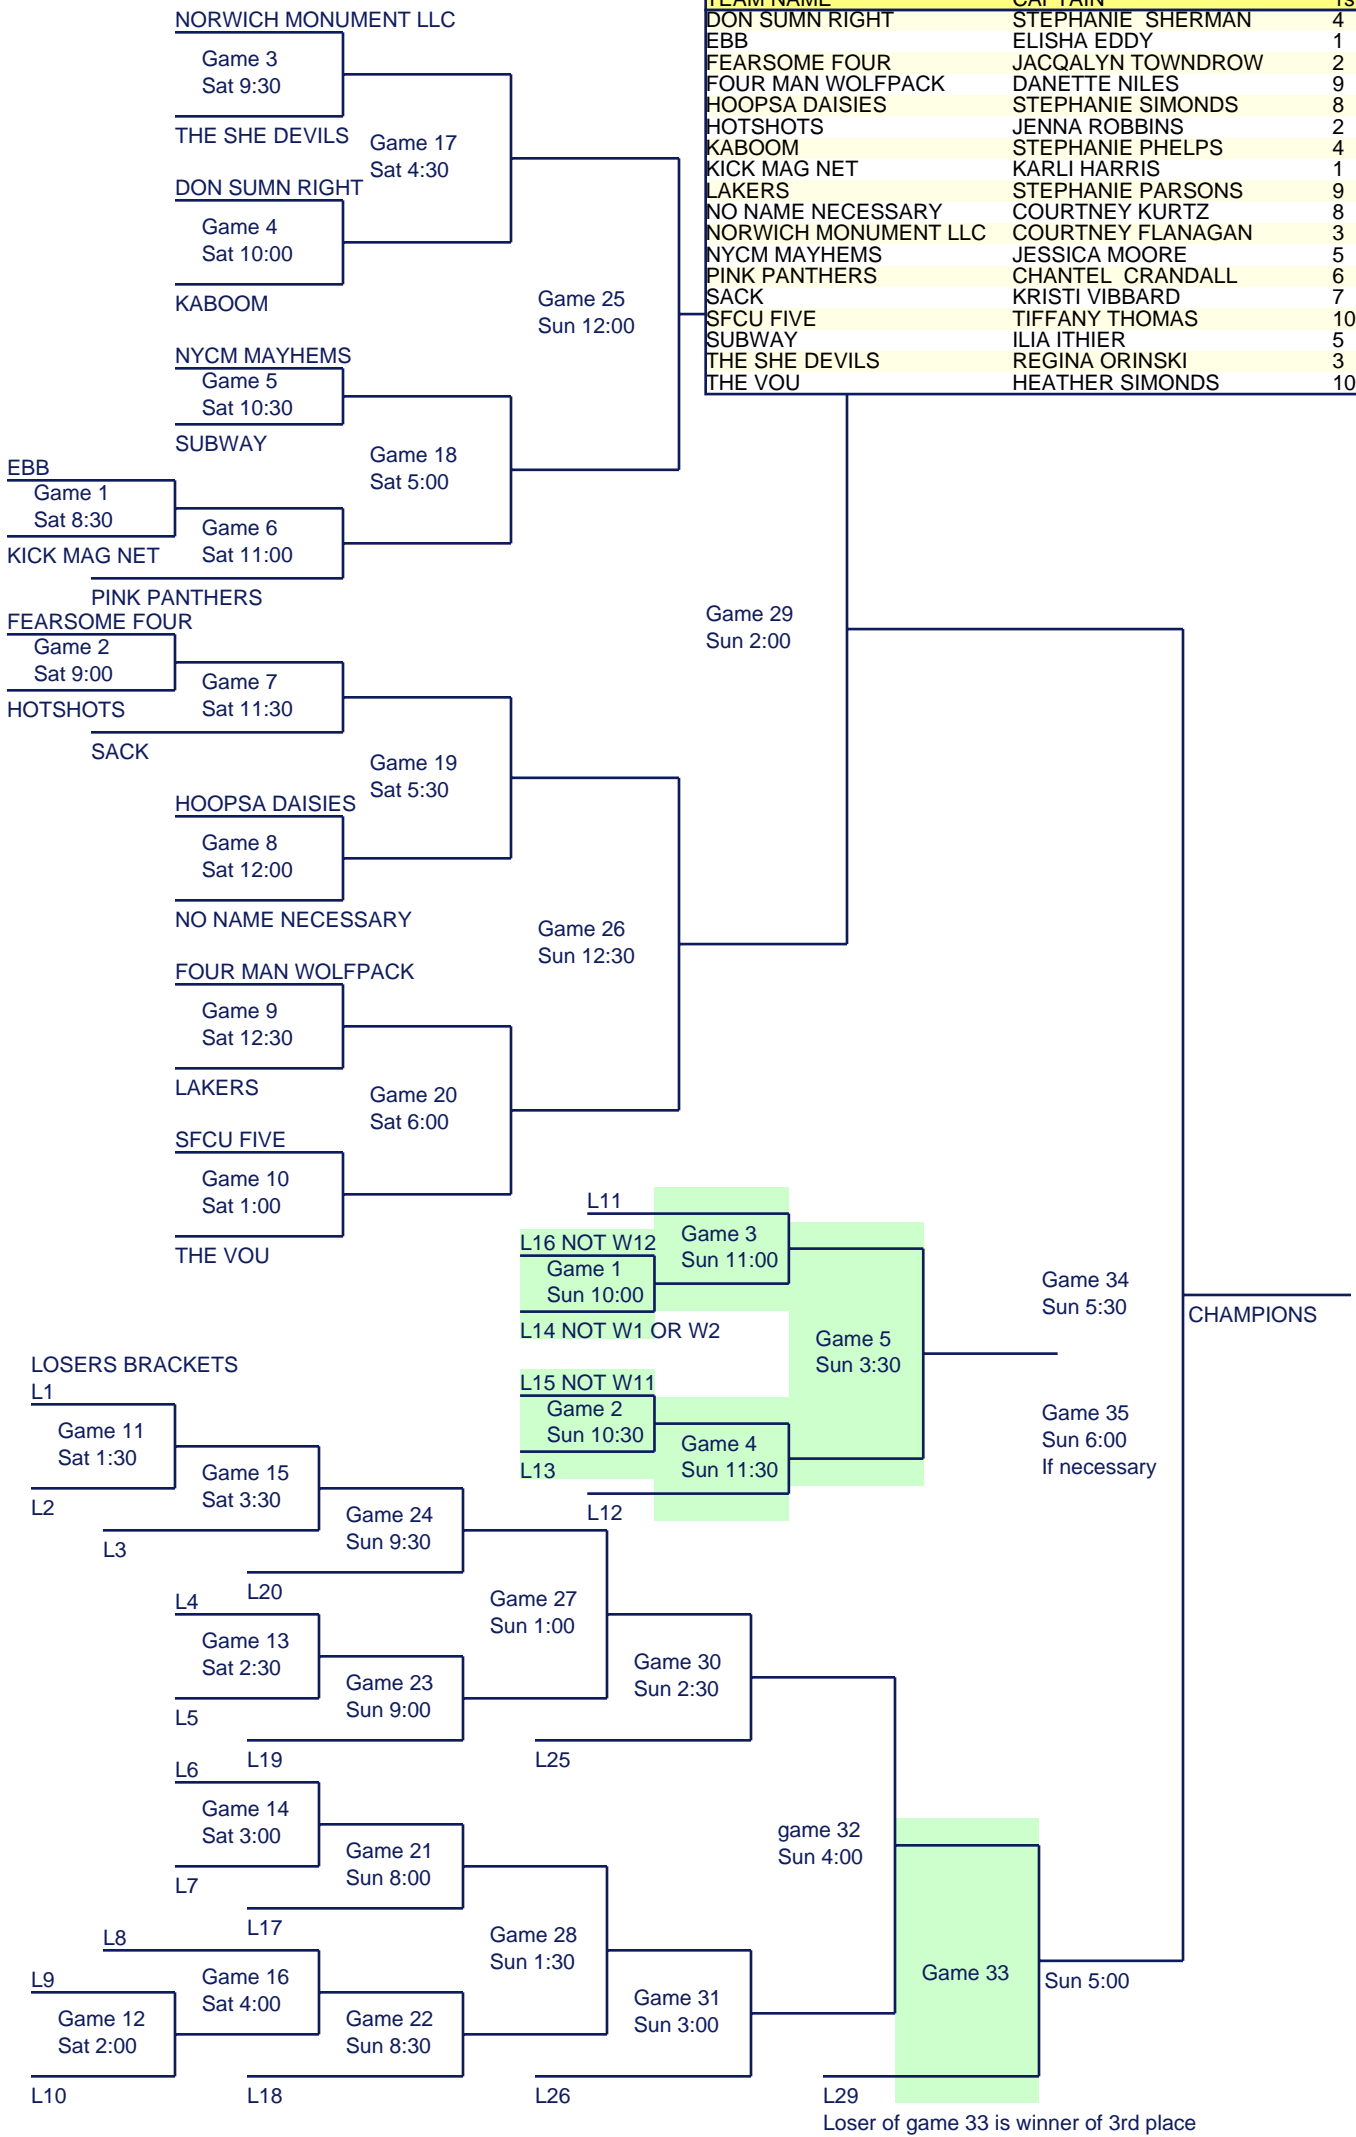 TEAM NAME CAPTAIN
DON SUMN RIGHT STEPHANIE  SHERMAN 4
EBB ELISHA EDDY 1
FEARSOME FOUR JACQALYN TOWNDROW 2
FOUR MAN WOLFPACK DANETTE NILES 9
HOOPSA DAISIES STEPHANIE SIMONDS 8
HOTSHOTS JENNA ROBBINS 2
KABOOM STEPHANIE PHELPS 4
KICK MAG NET KARLI HARRIS 1
LAKERS STEPHANIE PARSONS 9
NO NAME NECESSARY COURTNEY KURTZ 8
NORWICH MONUMENT LLC COURTNEY FLANAGAN 3
NYCM MAYHEMS JESSICA MOORE 5
PINK PANTHERS CHANTEL  CRANDALL 6
SACK KRISTI VIBBARD 7
SFCU FIVE TIFFANY THOMAS 10
SUBWAY ILIA ITHIER 5
THE SHE DEVILS REGINA ORINSKI 3
THE VOU HEATHER SIMONDS 10
NORWICH MONUMENT LLC
Game 3
Sat 9:30
THE SHE DEVILS
Game 17
Sat 4:30
DON SUMN RIGHT
Game 4
Sat 10:00
KABOOM
Game 25
Sun 12:00
NYCM MAYHEMS
Game 5
Sat 10:30
SUBWAY
Game 18
Sat 5:00
EBB
Game 1
Sat 8:30
KICK MAG NET
Game 6
Sat 11:00
PINK PANTHERS
Game 29
Sun 2:00
FEARSOME FOUR
Game 2
Sat 9:00
HOTSHOTS
Game 7
Sat 11:30
SACK
Game 19
Sat 5:30
HOOPSA DAISIES
Game 8
Sat 12:00
NO NAME NECESSARY
Game 26
Sun 12:30
FOUR MAN WOLFPACK
Game 9
Sat 12:30
LAKERS
Game 20
Sat 6:00
SFCU FIVE
Game 10
Sat 1:00
THE VOU
L11
L16 NOT W12
Game 1
Sun 10:00
L14 NOT W1 OR W2
Game 3
Sun 11:00
Game 5
Sun 3:30
L15 NOT W11
Game 2
Sun 10:30
L13
Game 4
Sun 11:30
L12
Game 34
Sun 5:30
CHAMPIONS
Game 35
Sun 6:00
If necessary
LOSERS BRACKETS
L1
Game 11
Sat 1:30
L2
Game 15
Sat 3:30
L3
Game 24
Sun 9:30
L20
L4
Game 13
Sat 2:30
L5
Game 23
Sun 9:00
L19
Game 27
Sun 1:00
Game 30
Sun 2:30
L25
L6
Game 14
Sat 3:00
L7
Game 21
Sun 8:00
L17
game 32
Sun 4:00
L8
L9
Game 12
Sat 2:00
L10
Game 16
Sat 4:00
Game 22
Sun 8:30
L18
Game 28
Sun 1:30
Game 31
Sun 3:00
L26
Game 33
Sun 5:00
L29
Loser of game 33 is winner of 3rd place